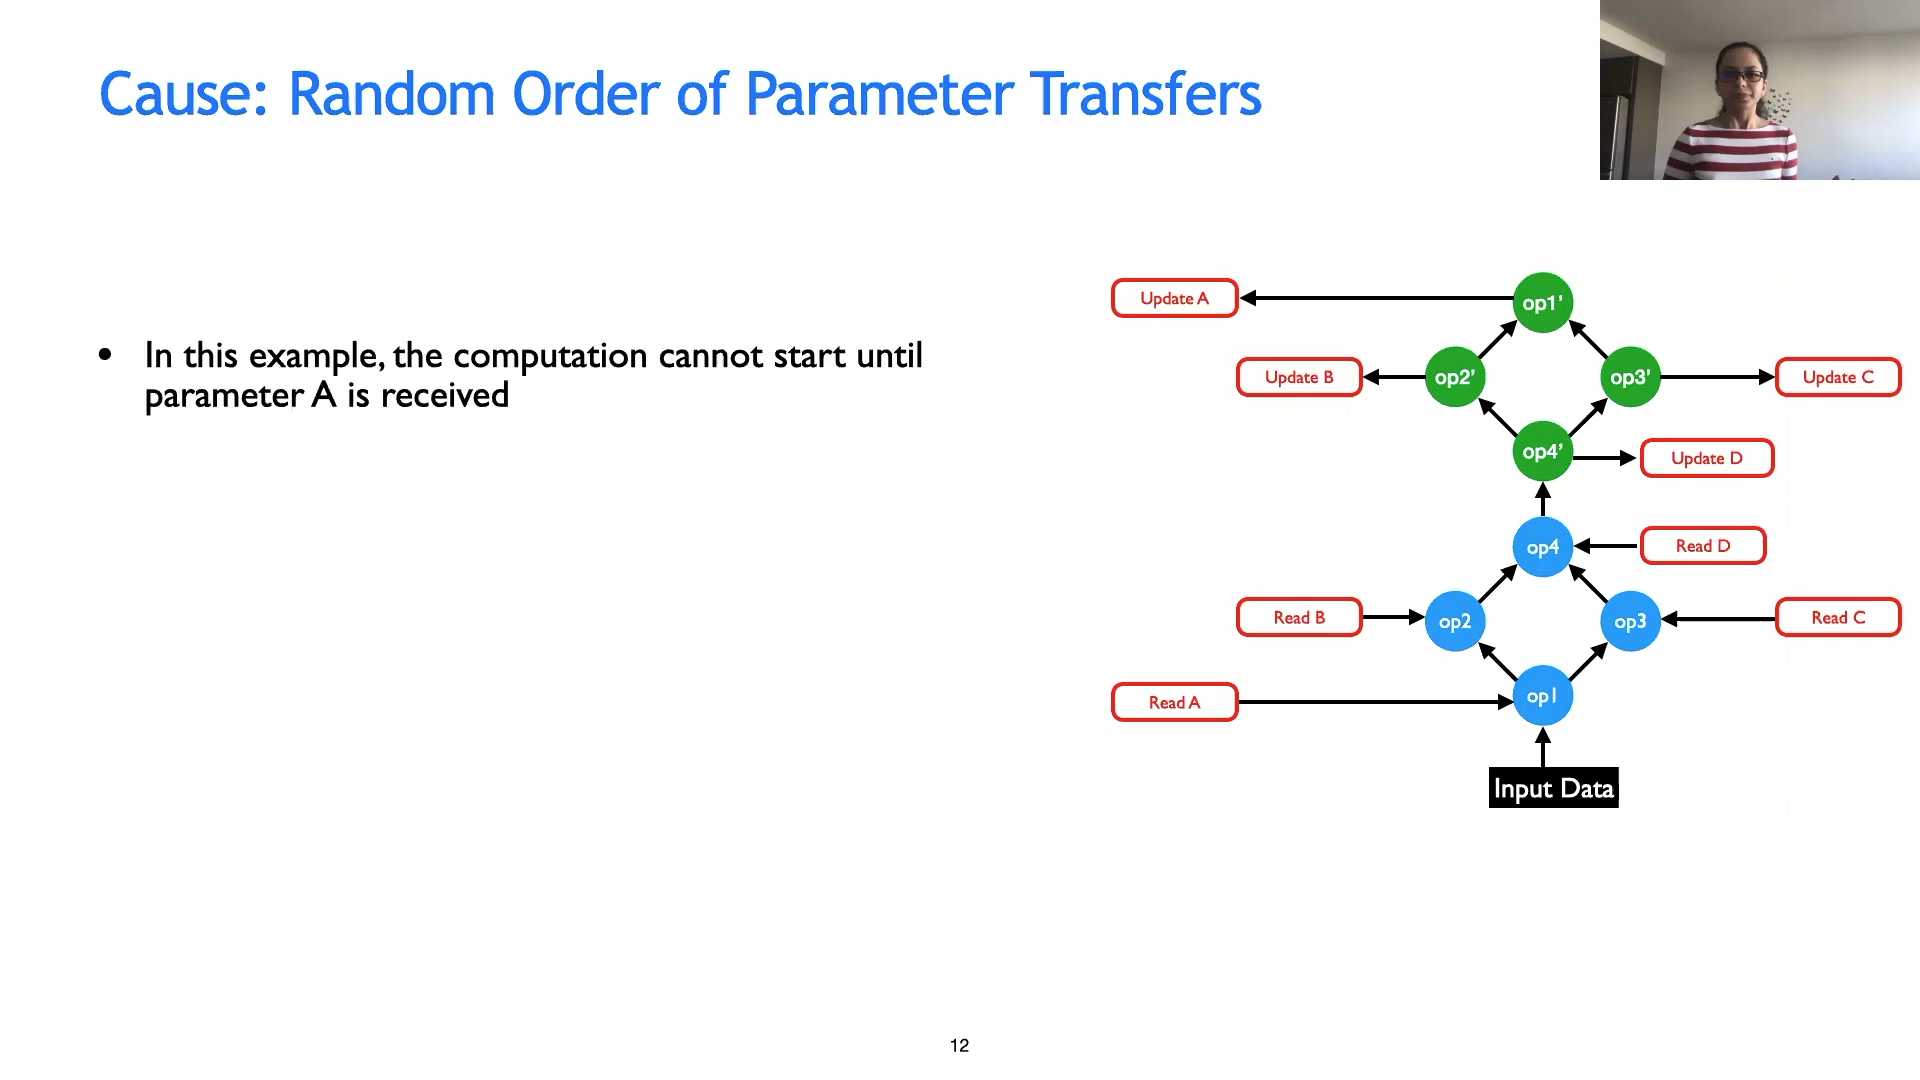 Cause: Random Order of Parameter Transfers
• In this example, the computation cannot start until
parameter A is received
Update A
op1'
Update B
op2'
op3'
Update C
op4'
Update D
op4
Read D
Read B
op2
op3
Read C
Read A
op1
Input Data
12